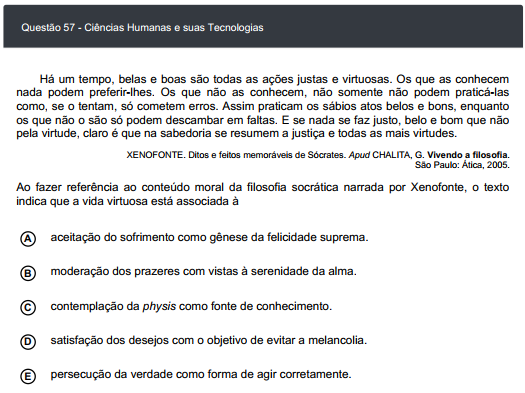 Questão 57 - Ciências Humanas e suas Tecnologias
Há um tempo, belas e boas são todas as ações justas e virtuosas. Os que as conhecem
nada podem preferir-lhes. Os que não as conhecem, não somente não podem praticá-las
como, se o tentam, só cometem erros. Assim praticam os sábios atos belos e bons, enquanto
os que não o são só podem descambar em faltas. E se nada se faz justo, belo e bom que não
pela virtude, claro é que na sabedoria se resumem a justiça e todas as mais virtudes.
XENOFONTE. Ditos e feitos memoráveis de Sócrates. Apud CHALITA, G. Vivendo a filosofia.
São Paulo: Ática, 2005.
Ao fazer referência ao conteúdo moral da filosofia socrática narrada por Xenofonte, o texto
indica que a vida virtuosa está associada à
A aceitação do sofrimento como gênese da felicidade suprema.
B moderação dos prazeres com vistas à serenidade da alma.
C contemplação da physis como fonte de conhecimento.
D satisfação dos desejos com o objetivo de evitar a melancolia.
E persecução da verdade como forma de agir corretamente.